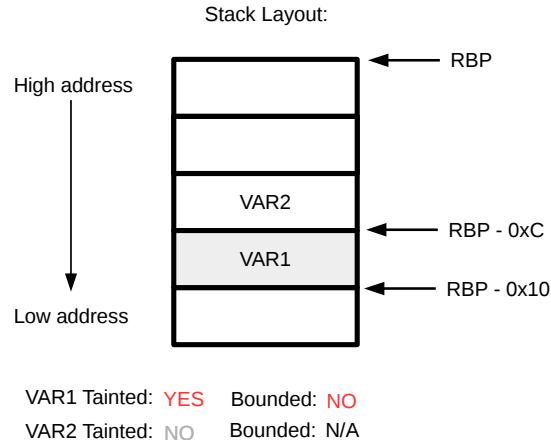 Stack Layout:
RBP
High address
VAR2
RBP - 0xC
VAR1
RBP - 0x10
Low address
VAR1 Tainted: YES Bounded: NO
VAR2 Tainted: NO Bounded: N/A